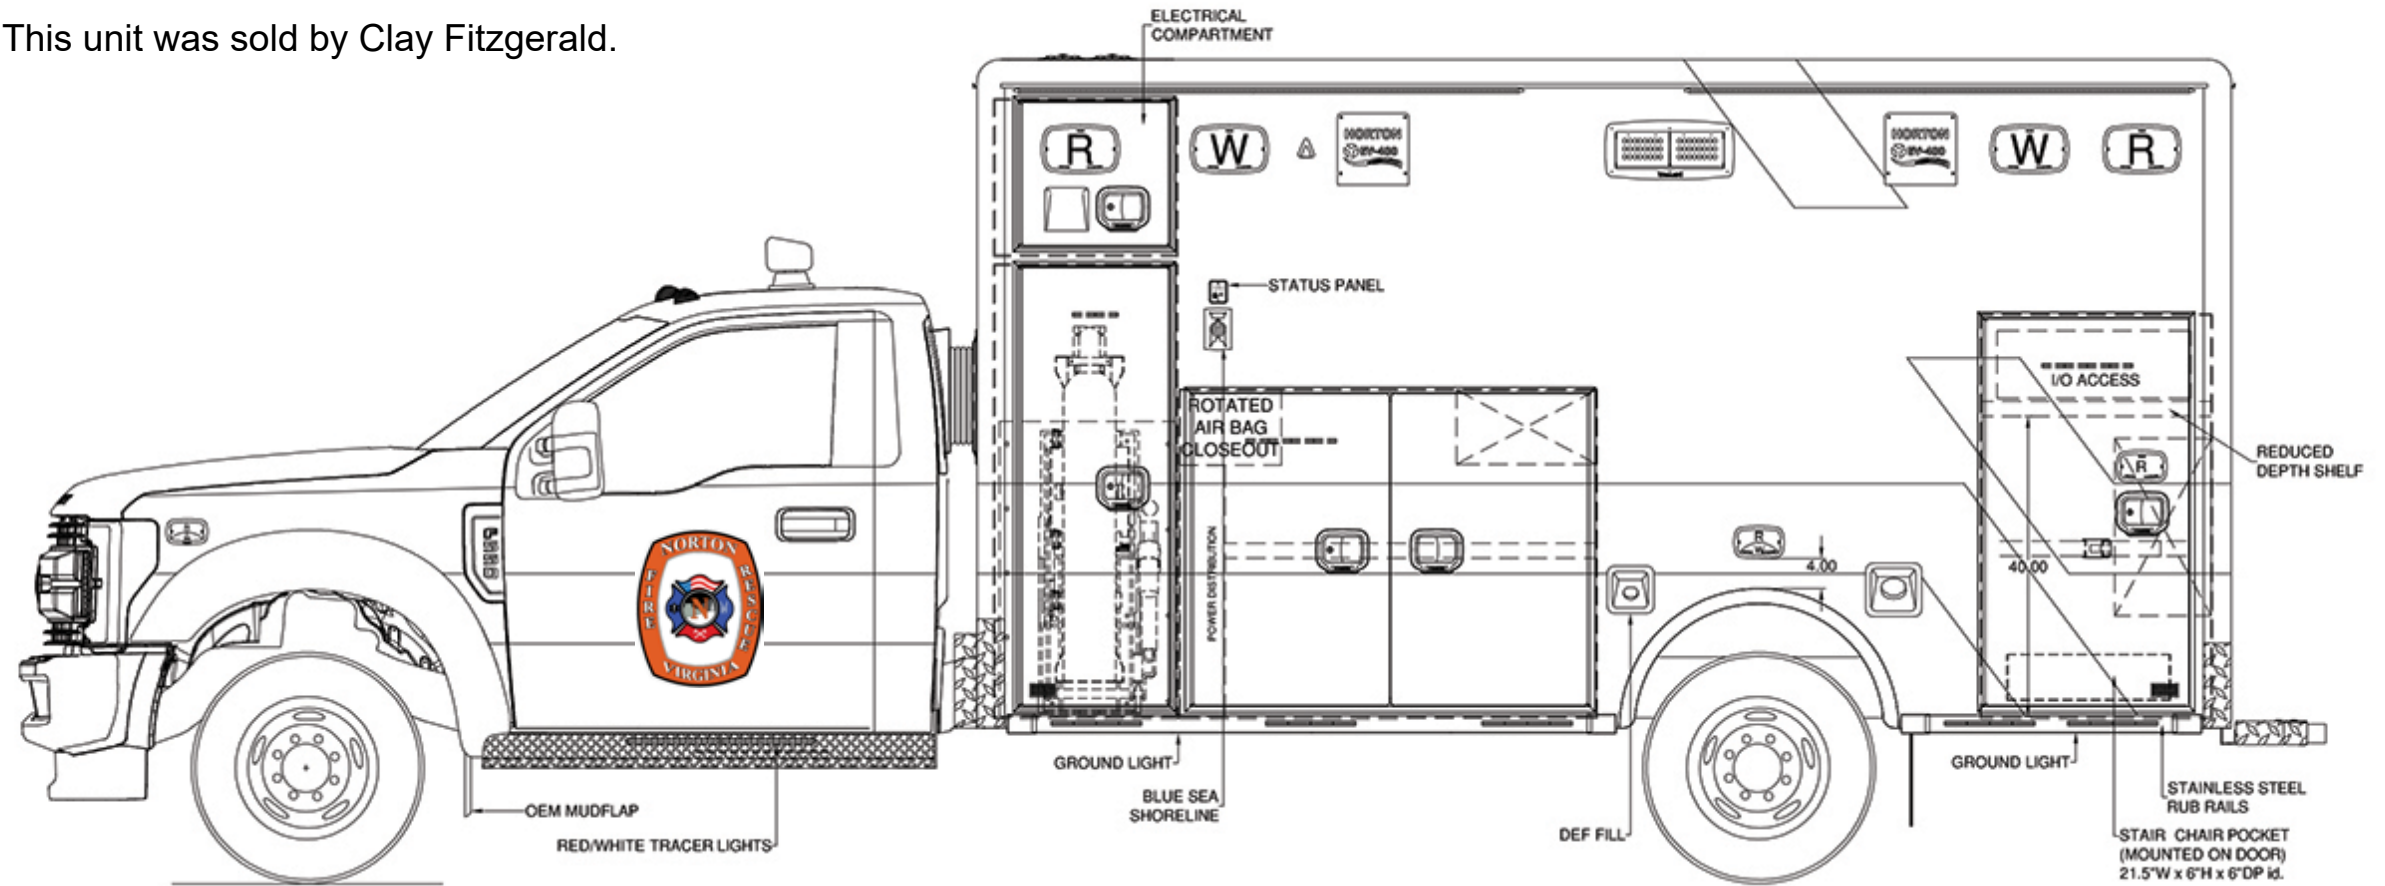 This unit was sold by Clay Fitzgerald.
ELECTRICAL
COMPARTMENT
R
W
HORTON
HORTON
W
R
STATUS PANEL
I/O ACCESS
ROTATED
AIR BAG
CLOSEOUT
REDUCED
DEPTH SHELF
R
POWER DISTRIBUTION
R
W
4.00
40.00
NORTON
FIRE
RESCUE
N
VIRGINIA
GROUND LIGHT
GROUND LIGHT
BLUE SEA
SHORELINE
OEM MUDFLAP
RED/WHITE TRACER LIGHTS
DEF FILL
STAINLESS STEEL
RUB RAILS
STAIR CHAIR POCKET
(MOUNTED ON DOOR)
21.5"W x 6"H x 6"DP id.